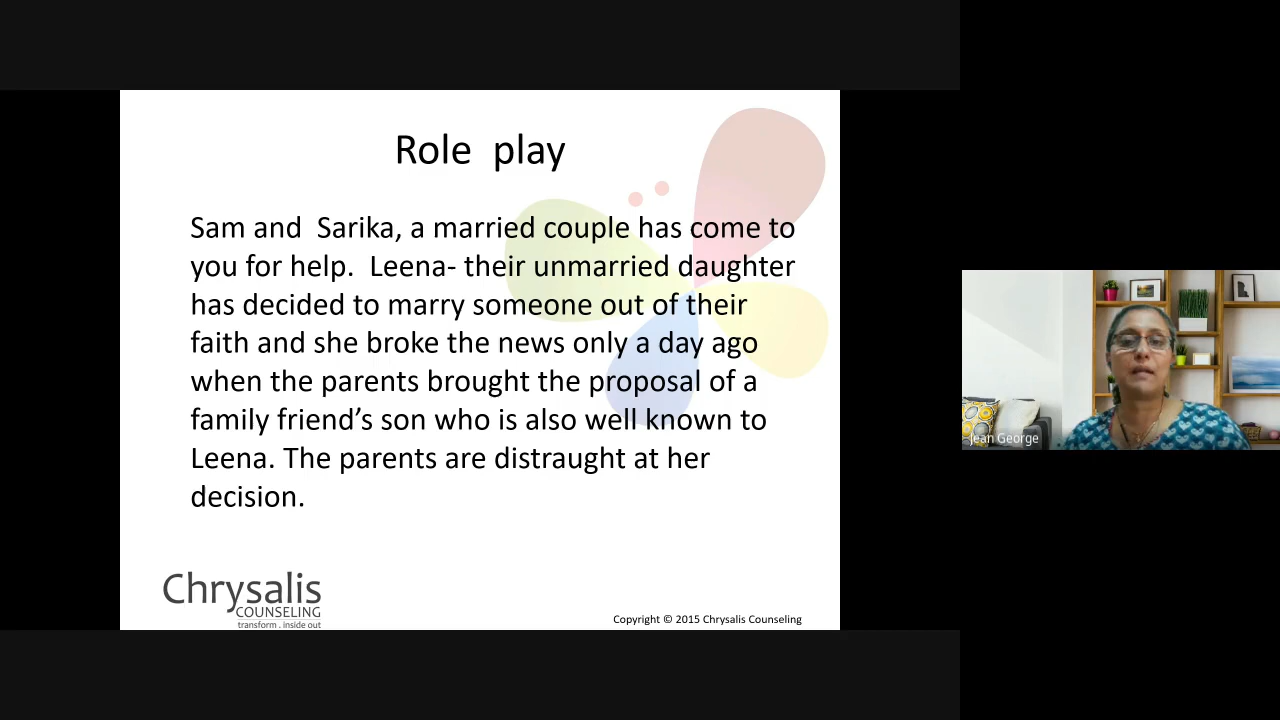 Role play
Sam and Sarika, a married couple has come to
you for help. Leena- their unmarried daughter
has decided to marry someone out of their
faith and she broke the news only a day ago
when the parents brought the proposal of a
family friend’s son who is also well known to
Leena. The parents are distraught at her
decision.
Chrysalis
COUNSELING
transform . inside out
Copyright © 2015 Chrysalis Counseling
Jean George